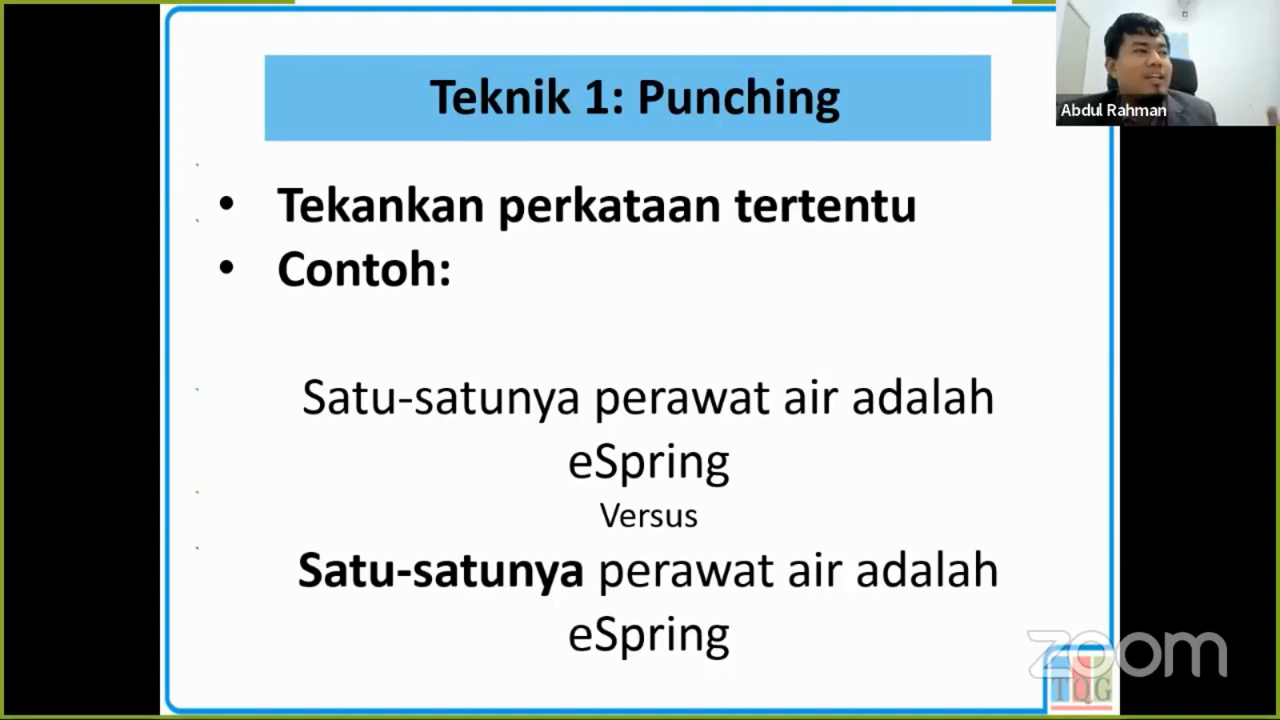 Teknik 1: Punching
Abdul Rahman
• Tekankan perkataan tertentu
• Contoh:
Satu-satunya perawat air adalah
eSpring
Versus
Satu-satunya perawat air adalah
eSpring
zoom
TQG